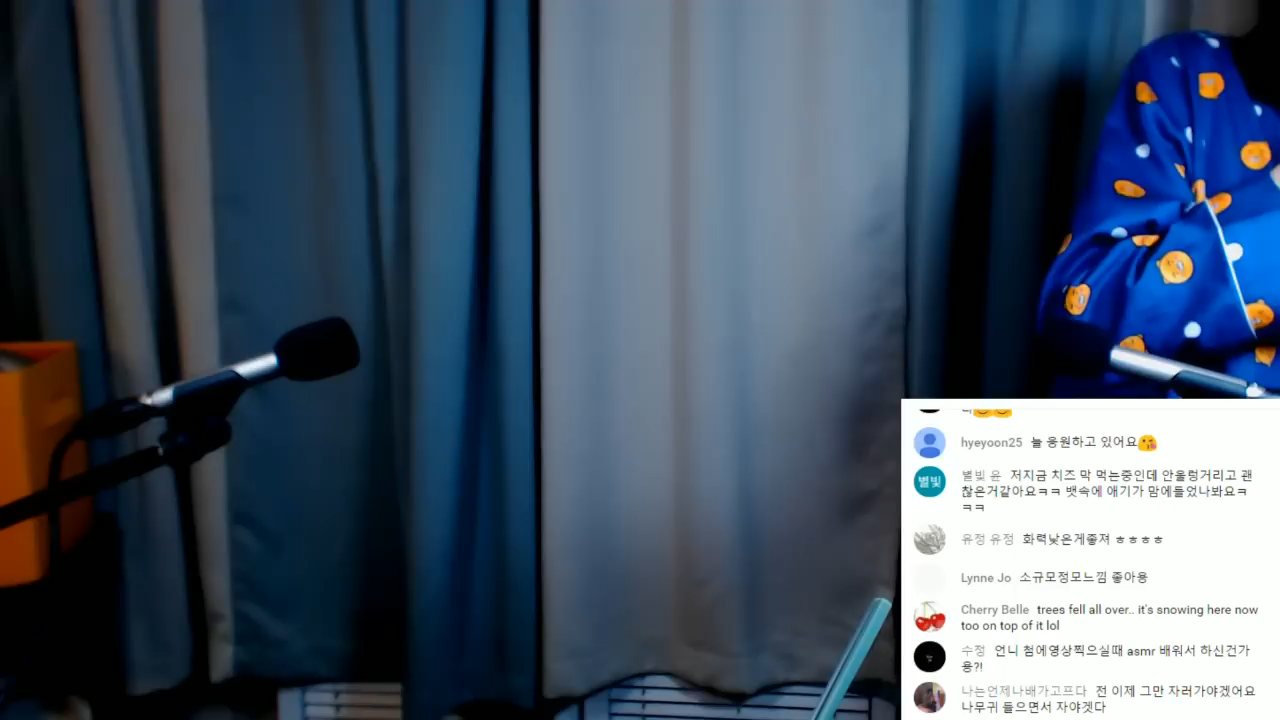 hyeyoon25 늘 응원하고 있어요😘
별빛 윤 저지금 치즈 막 먹는중인데 안울렁거리고 괜
별빛
찮은거같아요ㅋㅋ 뱃속에 애기가 맘에들었나봐요ㅋ
ㅋㅋ
유정 유정 화력낮은게좋져 ㅎㅎㅎㅎ
Lynne Jo 소규모정모느낌 좋아용
Cherry Belle trees fell all over.. it's snowing here now
too on top of it lol
수정 언니 첨에영상찍으실때 asmr 배워서 하신건가
용?!
나는언제나배가고프다 전 이제 그만 자러가야겠어요
나무귀 들으면서 자야겟다